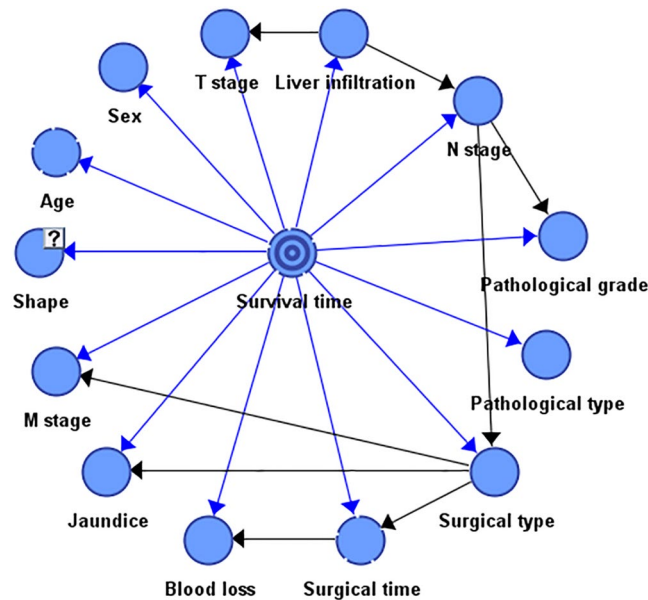 T stage
Liver infiltration
Sex
N stage
Age
?
Shape
Survival time
Pathological grade
M stage
Pathological type
Jaundice
Surgical type
Blood loss
Surgical time